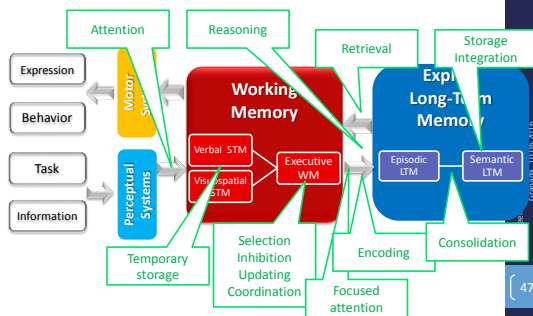 Attention
Reasoning
Retrieval
Storage
Integration
Expression
Behavior
Task
Information
Motor
Perceptual
Systems
Working
Memory
Verbal STM
STM
Executive
WM
Long-Term
Memory
Episodic
LTM
Semantic
LTM
Temporary
storage
Selection
Inhibition
Updating
Coordination
Focused
attention
Encoding
Consolidation
47